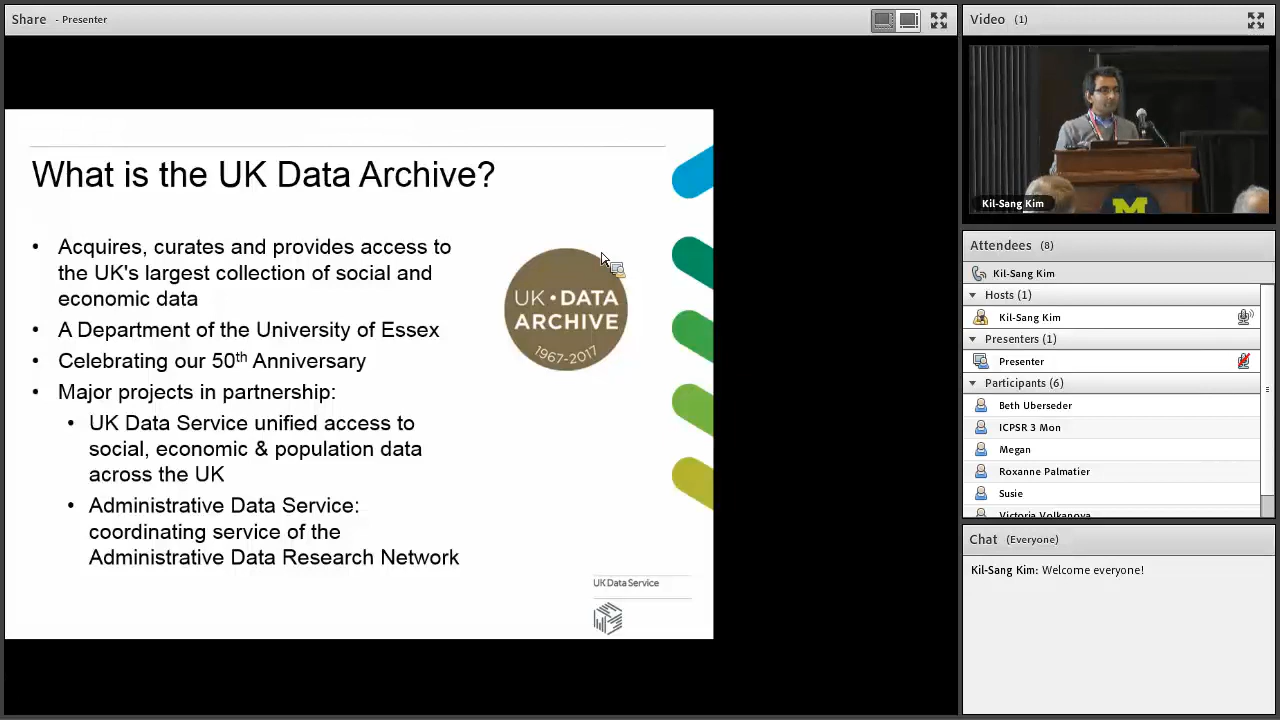 Share - Presenter
What is the UK Data Archive?
• Acquires, curates and provides access to
the UK's largest collection of social and
economic data
• A Department of the University of Essex
• Celebrating our 50th Anniversary
• Major projects in partnership:
• UK Data Service unified access to
social, economic & population data
across the UK
• Administrative Data Service:
coordinating service of the
Administrative Data Research Network
UK•DATA
ARCHIVE
1967-2017
UK Data Service
Video (1)
M
Kil-Sang Kim
Attendees (8)
Kil-Sang Kim
Hosts (1)
Kil-Sang Kim
Presenters (1)
Presenter
Participants (6)
Beth Uberseder
ICPSR 3 Mon
Megan
Roxanne Palmatier
Susie
Victoria Volkanova
Chat (Everyone)
Kil-Sang Kim: Welcome everyone!